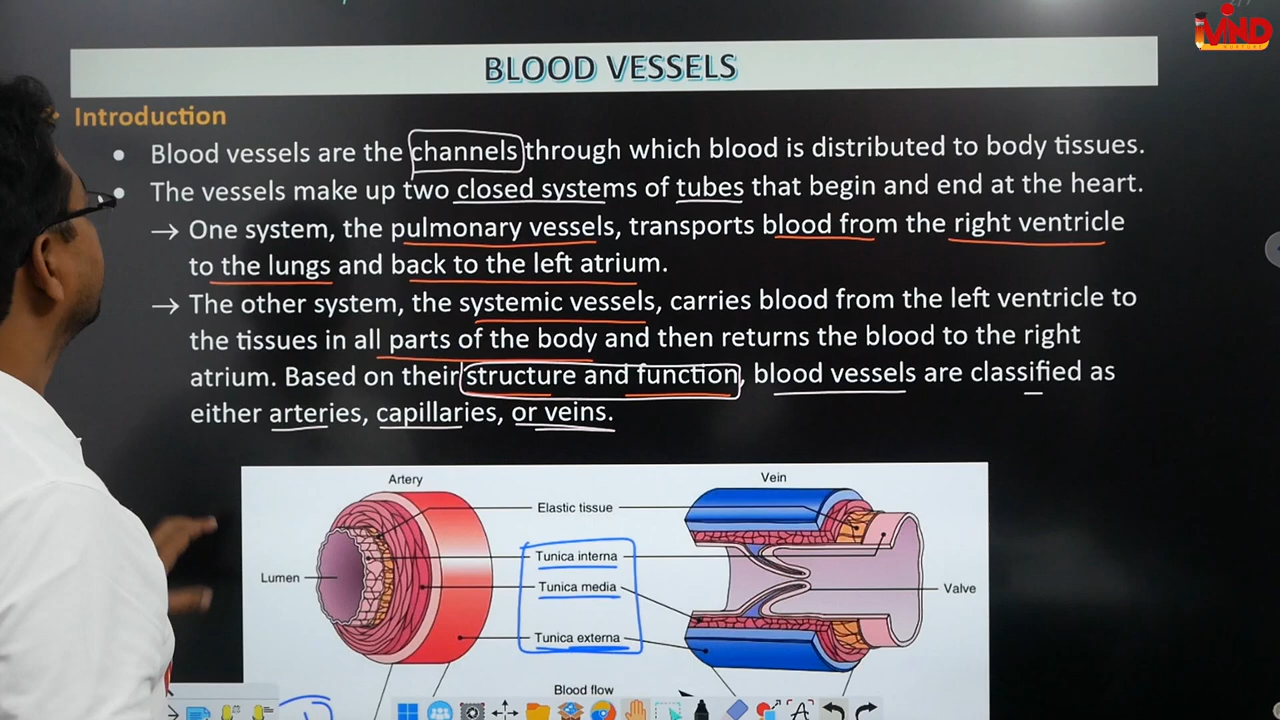 iVIND
NURTURE
BLOOD VESSELS
Introduction
• Blood vessels are the channels through which blood is distributed to body tissues.
• The vessels make up two closed systems of tubes that begin and end at the heart.
→ One system, the pulmonary vessels, transports blood from the right ventricle
to the lungs and back to the left atrium.
→ The other system, the systemic vessels, carries blood from the left ventricle to
the tissues in all parts of the body and then returns the blood to the right
atrium. Based on their structure and function, blood vessels are classified as
either arteries, capillaries, or veins.
Artery
Vein
Elastic tissue
Tunica interna
Lumen
Tunica media
Valve
Tunica externa
Blood flow